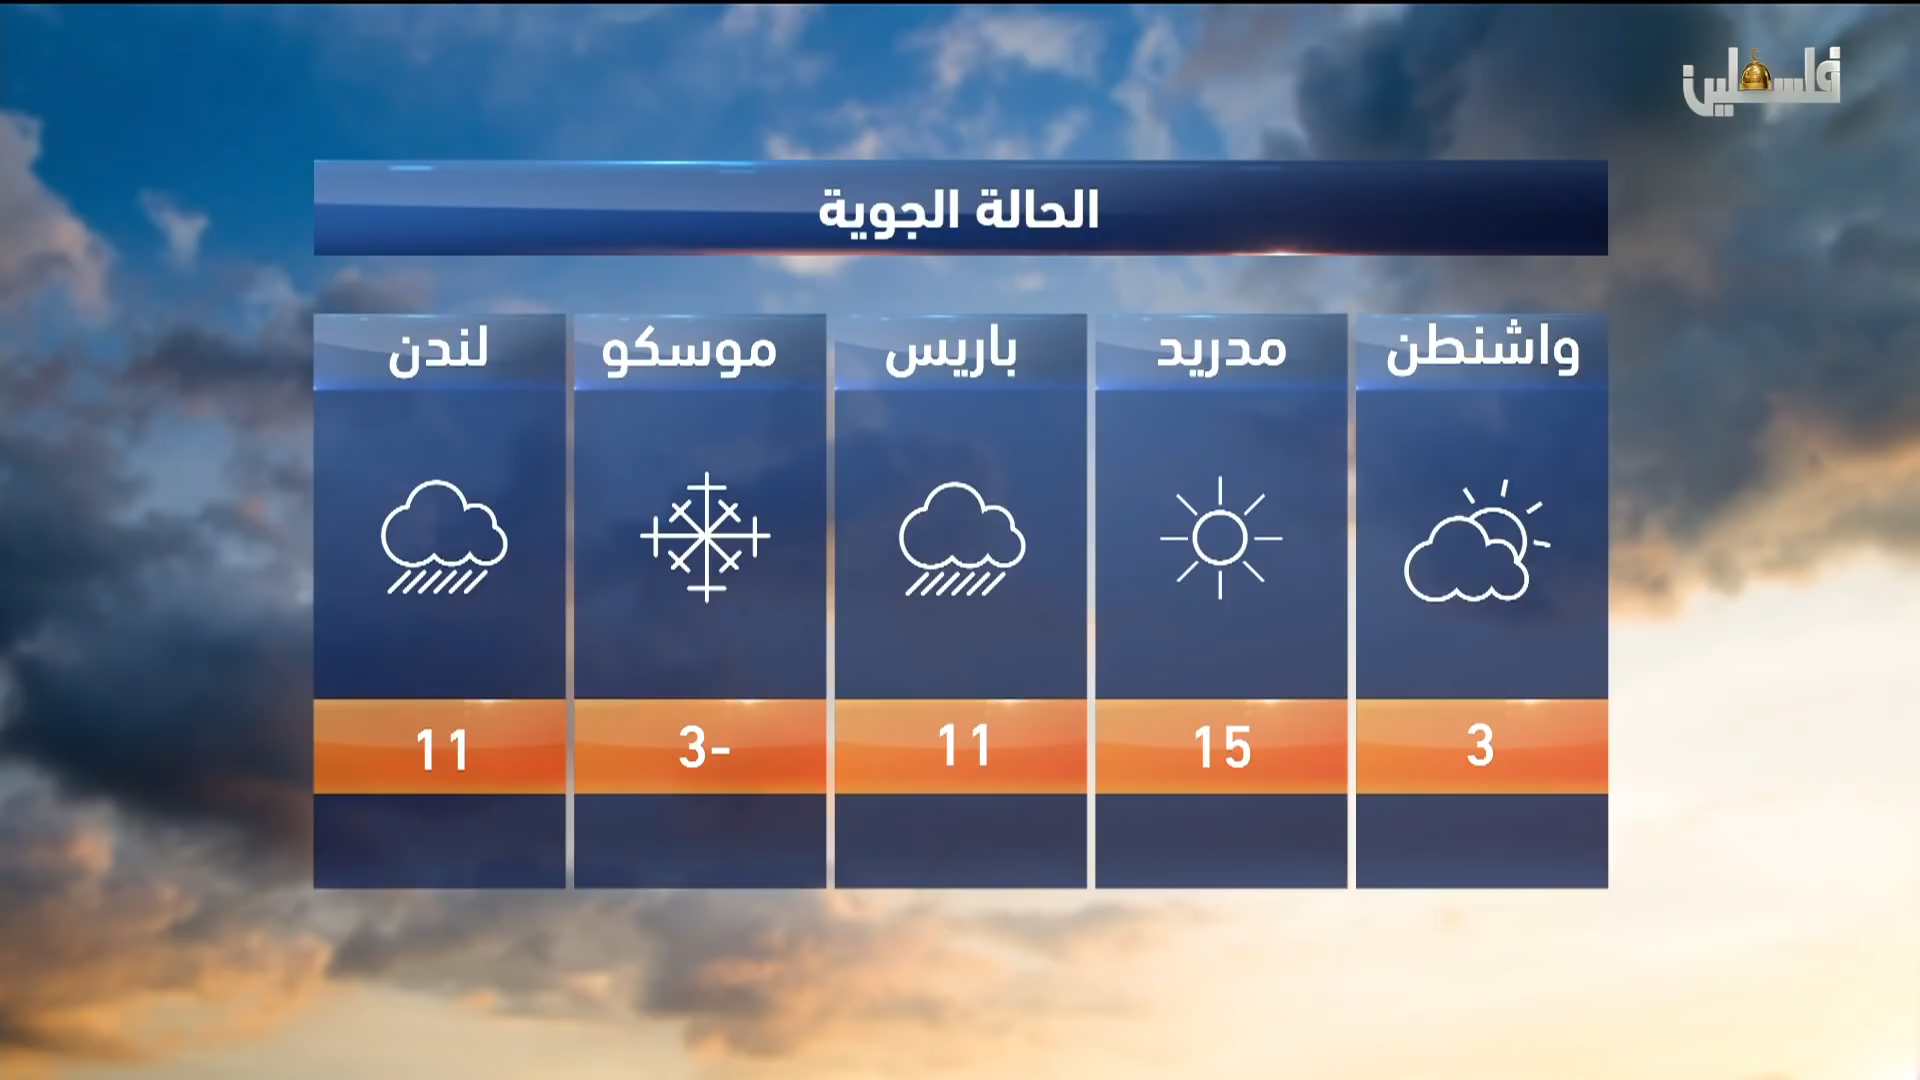 فلسطين
الحالة الجوية
واشنطن
مدريد
باريس
موسكو
لندن
3
15
11
3-
11